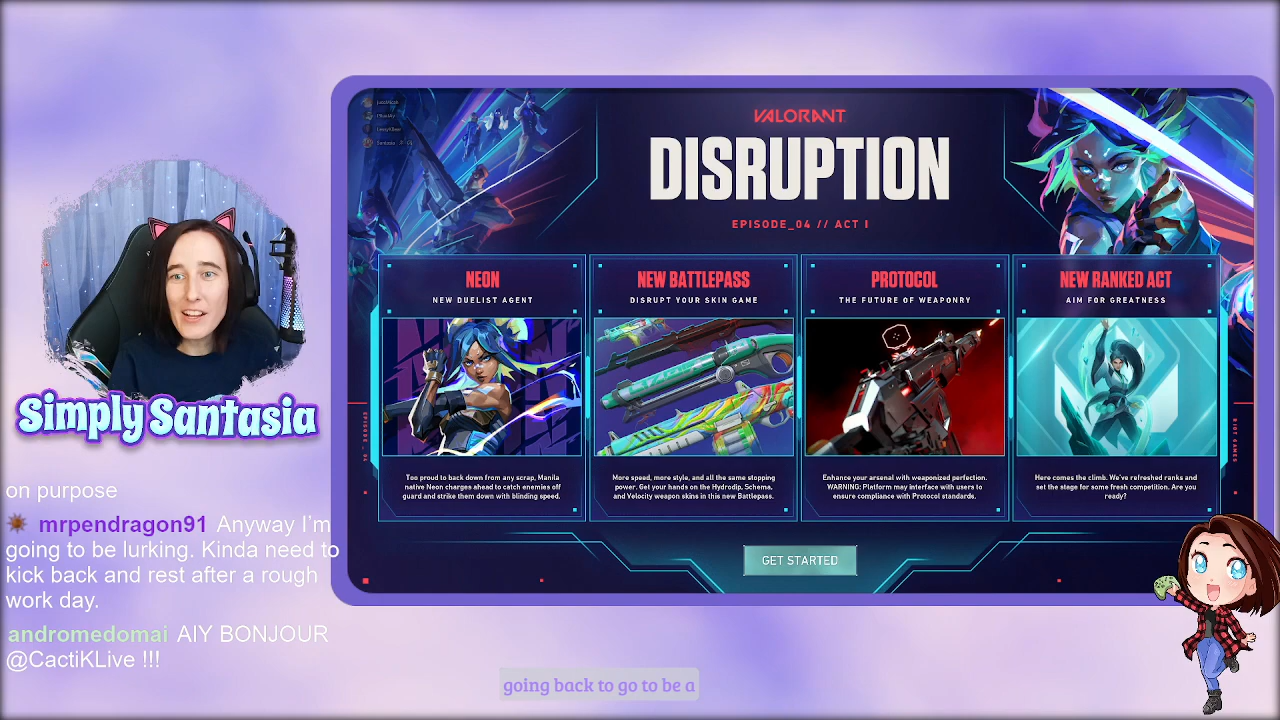 VALORANT
DISRUPTION
EPISODE_04 // ACT I
NEON
NEW DUELIST AGENT
Too proud to back down from any scrap, Manila
native Neon charges ahead to catch enemies off
guard and strike them down with blinding speed.
NEW BATTLEPASS
DISRUPT YOUR SKIN GAME
More speed, more style, and all the same stopping
power. Get your hands on the Hydrodip, Schema,
and Velocity weapon skins in this new Battlepass.
PROTOCOL
THE FUTURE OF WEAPONRY
Enhance your arsenal with weaponized perfection.
WARNING: Platform may interface with users to
ensure compliance with Protocol standards.
NEW RANKED ACT
AIM FOR GREATNESS
Here comes the climb. We've refreshed ranks and
set the stage for some fresh competition. Are you
ready?
GET STARTED
Simply Santasia
on purpose
mrpendragon91 Anyway I'm
going to be lurking. Kinda need to
kick back and rest after a rough
work day.
andromedomai AIY BONJOUR
@CactiKLive !!!
going back to go to be a